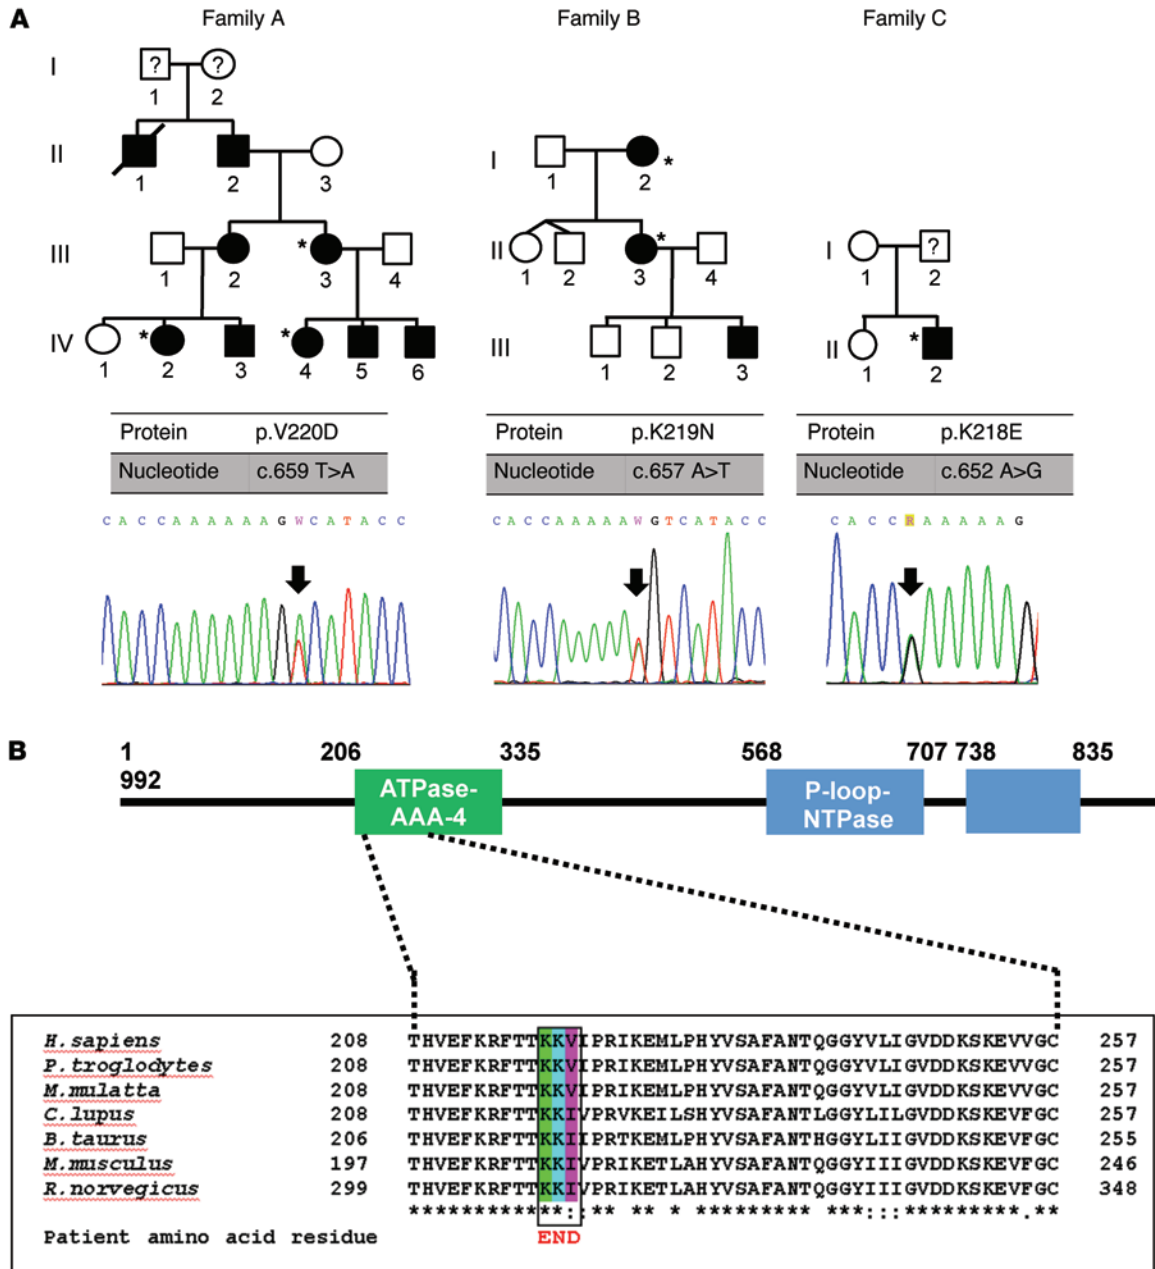 A
Family A Family B Family C
I ? ?
1 2
II I
1 2 3 1 2 *
III * II * I ?
1 2 3 4 1 2 3 4 1 2
IV * * III II *
1 2 3 4 5 6 1 2 3 1 2
Protein p.V220D Protein p.K219N p.K218E
Nucleotide c.659 T>A Nucleotide c.657 A>T c.652 A>G
CACCAAAAAAGWCATACC CACCAAAAAWGTCATACC CACCRAAAAAG
B
1 206 335 568 707 738 835
992
ATPase-AAA-4 P-loop-NTPase
H.sapiens 208 THVEFKRFTTKKVIPRIKEMLPHYVSAFANTQGGYVLIGVDDKSKEVVGC 257
P.troglodytes 208 THVEFKRFTTKKVIPRIKEMLPHYVSAFANTQGGYVLIGVDDKSKEVVGC 257
M.mulatta 208 THVEFKRFTTKKVIPRIKEMLPHYVSAFANTQGGYVLIGVDDKSKEVVGC 257
C.lupus 208 THVEFKRFTTKKIVPRVKEILSHYVSAFANTLGGYLILGVDDKSKEVFGC 257
B.taurus 206 THVEFKRFTTKKIIPRTKEMLPHYVSAFANTHGGYLIIGVDDKSKEVFGC 255
M.musculus 197 THVEFKRFTTKKIVPRIKETLAHYVSAFANTQGGYIIIGVDDKSKEVFGC 246
R.norvegicus 299 THVEFKRFTTKKIVPRIKETLAHYVSAFANTQGGYIIIGVDDKSKEVFGC 348
************::** ** * ********* ***:::*********.**
Patient amino acid residue END